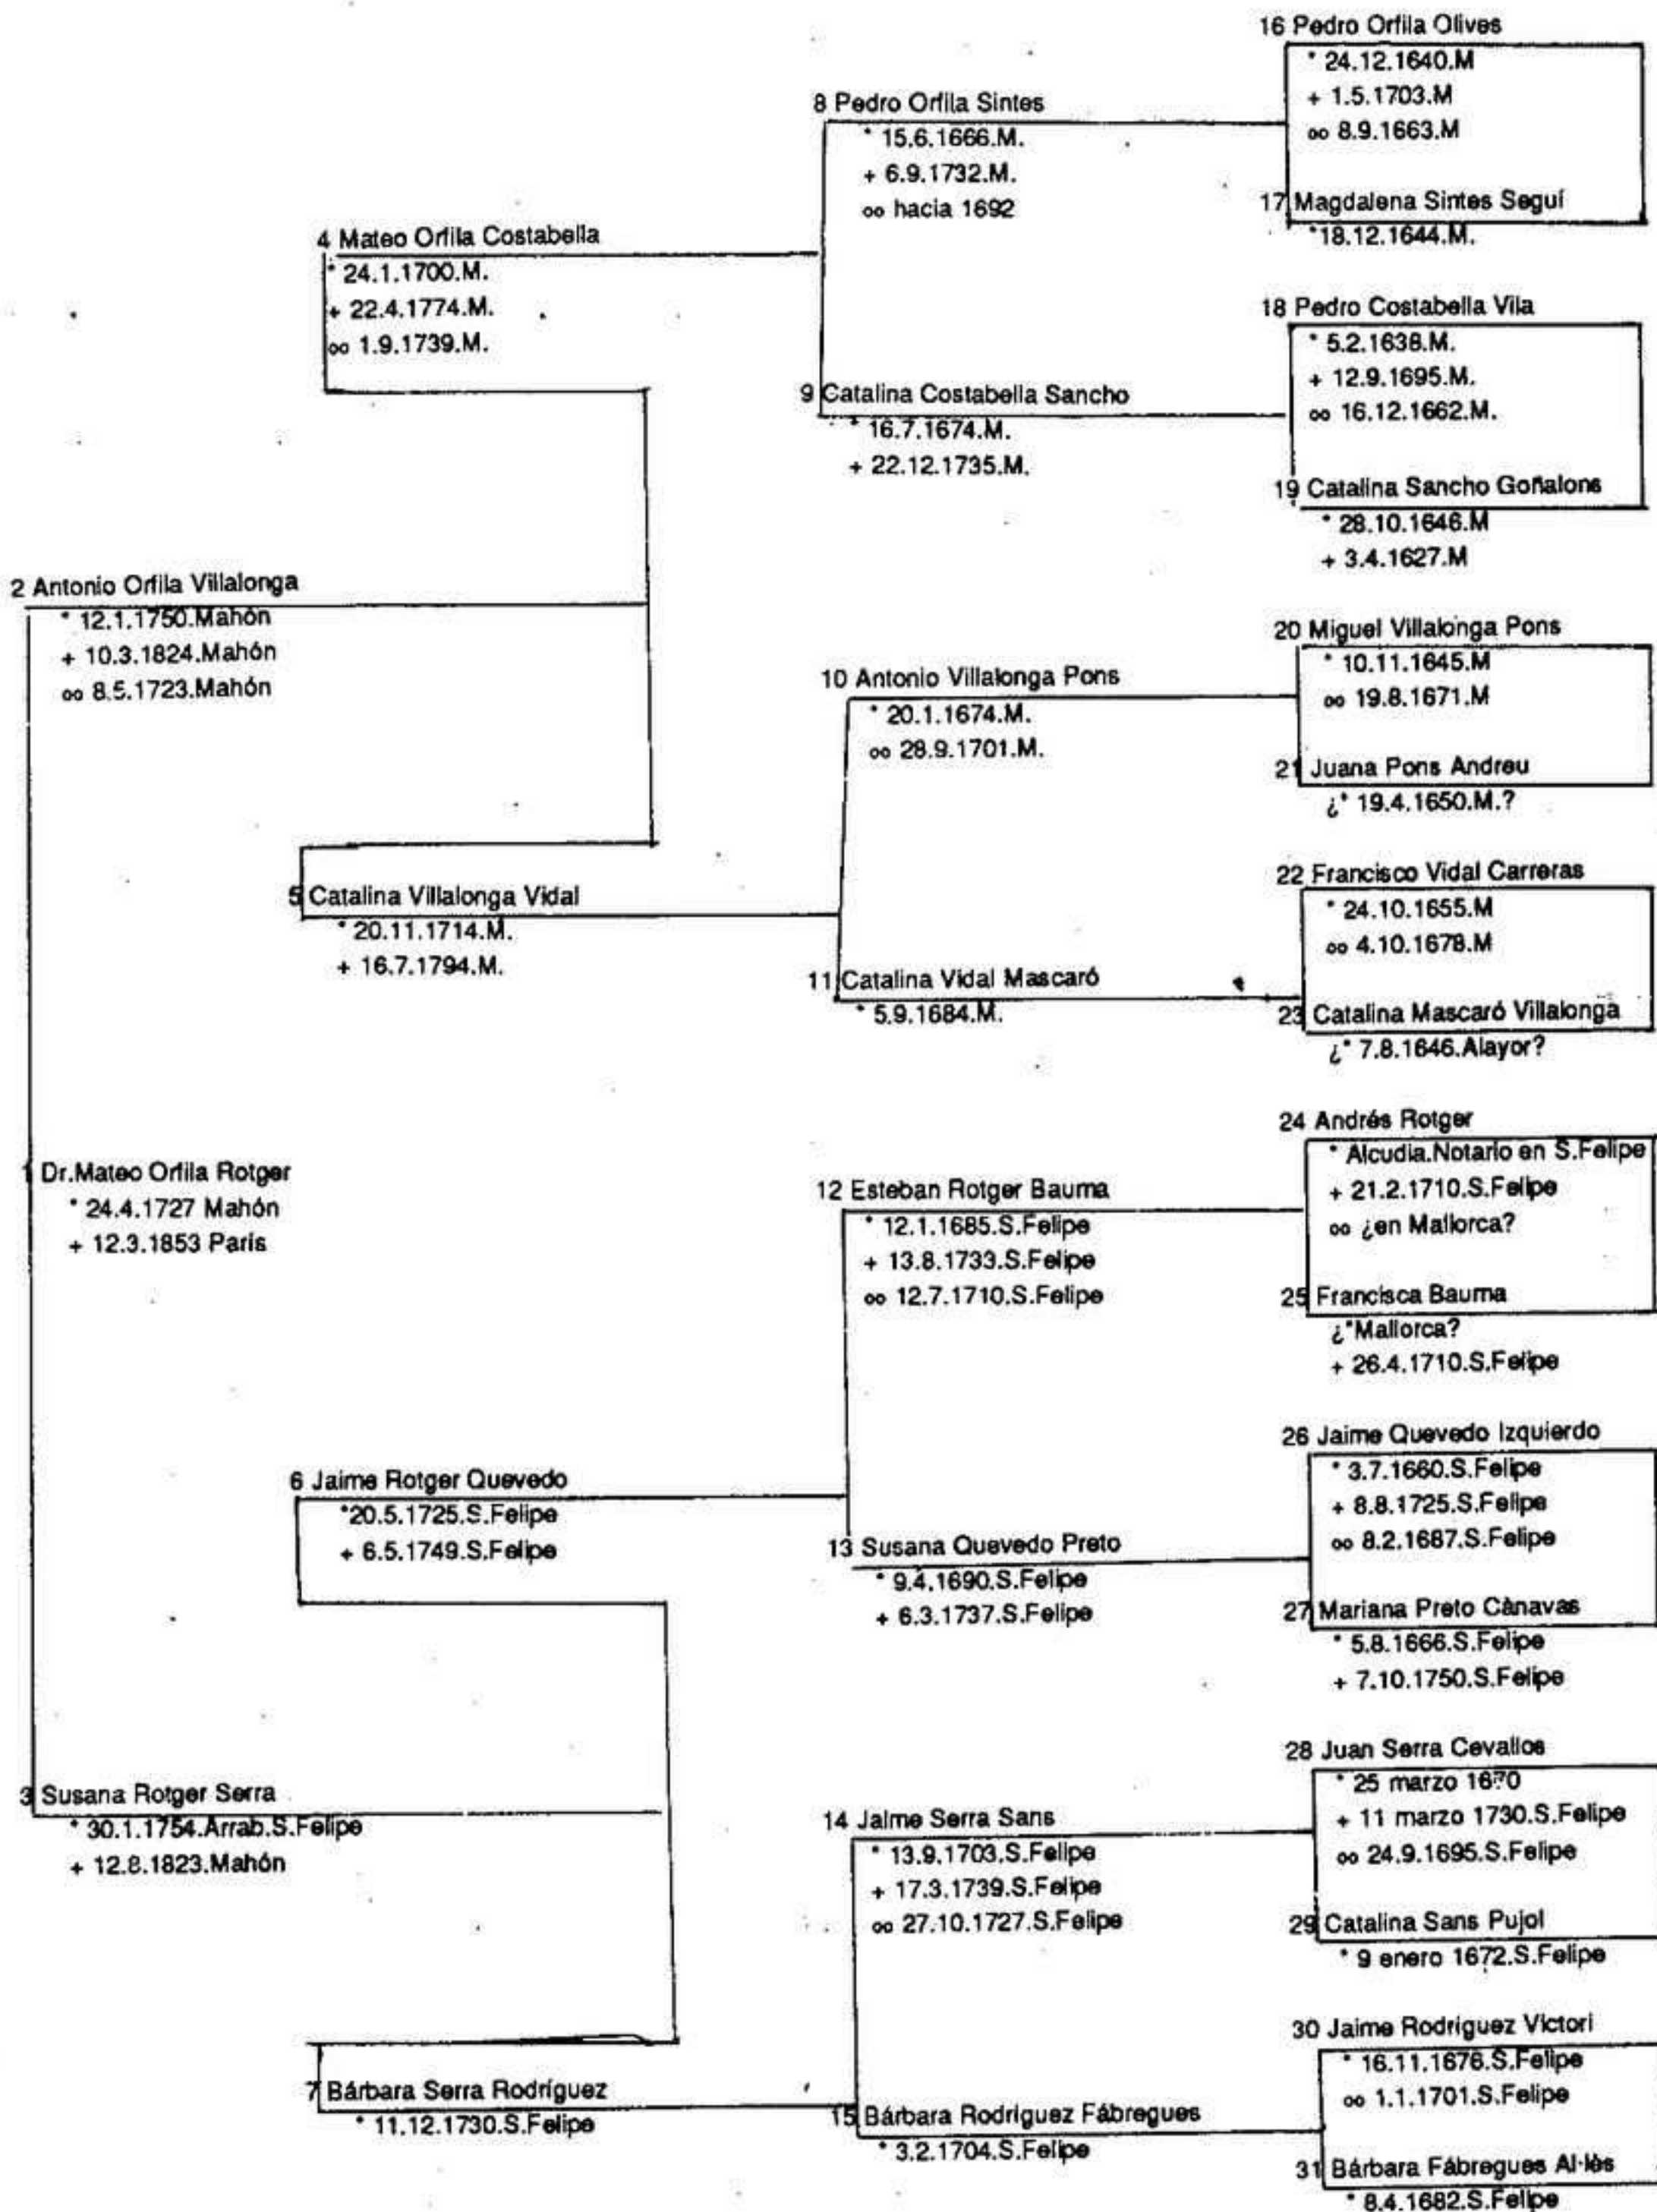 2 Antonio Orfila Villalonga
* 12.1.1750.Mahón
+ 10.3.1824.Mahón
oo 8.5.1723.Mahón
1 Dr.Mateo Orfila Rotger
* 24.4.1727 Mahón
+ 12.3.1853 París
3 Susana Rotger Serra
* 30.1.1754.Arrab.S.Felipe
+ 12.8.1823.Mahón
4 Mateo Orfila Costabella
* 24.1.1700.M.
+ 22.4.1774.M.
oo 1.9.1739.M.
5 Catalina Villalonga Vidal
* 20.11.1714.M.
+ 16.7.1794.M.
6 Jaime Rotger Quevedo
*20.5.1725.S.Felipe
+ 6.5.1749.S.Felipe
7 Bárbara Serra Rodríguez
* 11.12.1730.S.Felipe
8 Pedro Orfila Sintes
* 15.6.1666.M.
+ 6.9.1732.M.
oo hacia 1692
9 Catalina Costabella Sancho
* 16.7.1674.M.
+ 22.12.1735.M.
10 Antonio Villalonga Pons
* 20.1.1674.M.
oo 28.9.1701.M.
11 Catalina Vidal Mascaró
* 5.9.1684.M.
12 Esteban Rotger Bauma
* 12.1.1685.S.Felipe
+ 13.8.1733.S.Felipe
oo 12.7.1710.S.Felipe
13 Susana Quevedo Preto
* 9.4.1690.S.Felipe
+ 6.3.1737.S.Felipe
14 Jaime Serra Sans
* 13.9.1703.S.Felipe
+ 17.3.1739.S.Felipe
oo 27.10.1727.S.Felipe
15 Bárbara Rodríguez Fábregues
* 3.2.1704.S.Felipe
16 Pedro Orfila Olives
* 24.12.1640.M
+ 1.5.1703.M
oo 8.9.1663.M
17 Magdalena Sintes Seguí
*18.12.1644.M.
18 Pedro Costabella Vila
* 5.2.1638.M.
+ 12.9.1695.M.
oo 16.12.1662.M.
19 Catalina Sancho Goñalons
* 28.10.1646.M
+ 3.4.1627.M
20 Miguel Villalonga Pons
* 10.11.1645.M
oo 19.8.1671.M
21 Juana Pons Andreu
¿* 19.4.1650.M.?
22 Francisco Vidal Carreras
* 24.10.1655.M
oo 4.10.1678.M
23 Catalina Mascaró Villalonga
¿* 7.8.1646.Alayor?
24 Andrés Rotger
* Alcudia.Notario en S.Felipe
+ 21.2.1710.S.Felipe
oo ¿en Mallorca?
25 Francisca Bauma
¿*Mallorca?
+ 26.4.1710.S.Felipe
26 Jaime Quevedo Izquierdo
* 3.7.1660.S.Felipe
+ 8.8.1725.S.Felipe
oo 8.2.1687.S.Felipe
27 Mariana Preto Cànavas
* 5.8.1666.S.Felipe
+ 7.10.1750.S.Felipe
28 Juan Serra Cevallos
* 25 marzo 16?0
+ 11 marzo 1730.S.Felipe
oo 24.9.1695.S.Felipe
29 Catalina Sans Pujol
* 9 enero 1672.S.Felipe
30 Jaime Rodríguez Victori
* 16.11.1676.S.Felipe
oo 1.1.1701.S.Felipe
31 Bárbara Fábregues Al·lès
* 8.4.1682.S.Felipe